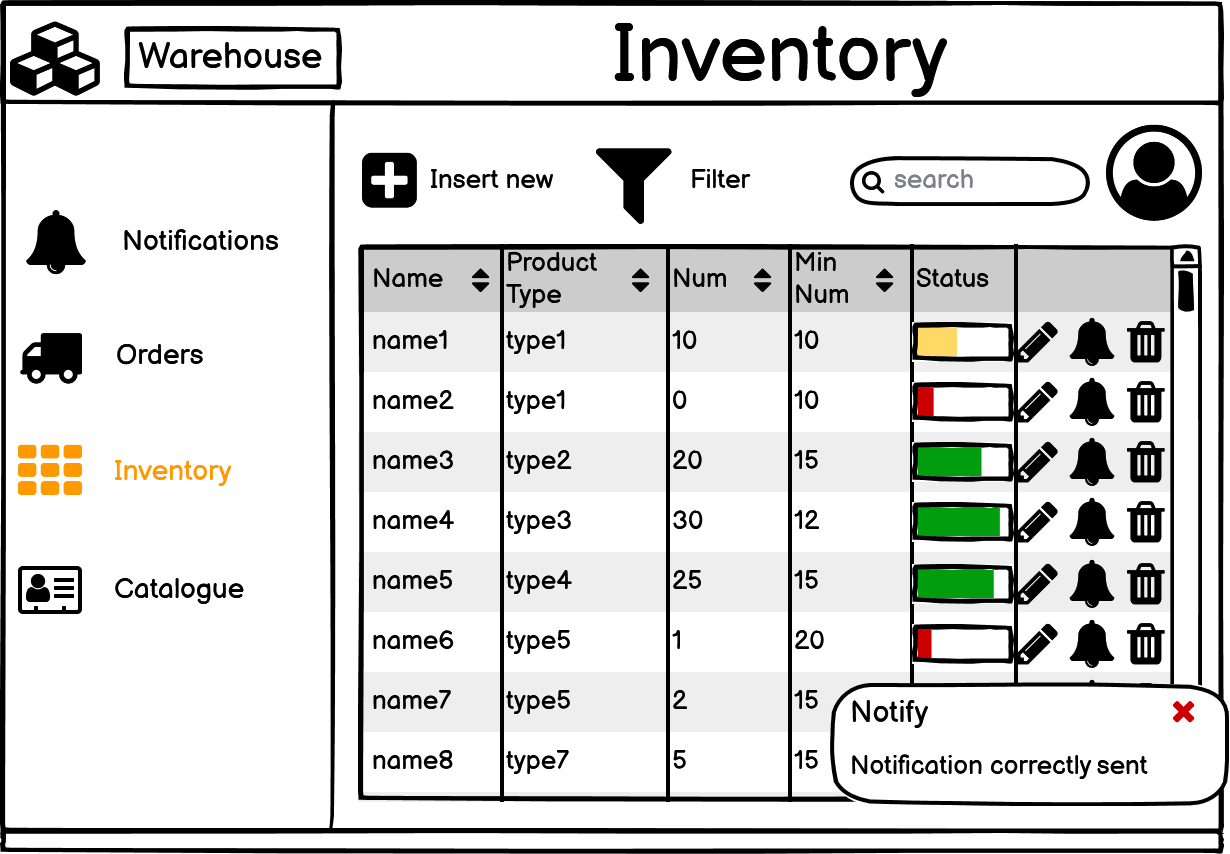 Warehouse
Inventory
Notifications
Orders
Inventory
Catalogue
Insert new
Filter
search
Name Product Type Num Min Num Status
name1 type1 10 10
name2 type1 0 10
name3 type2 20 15
name4 type3 30 12
name5 type4 25 15
name6 type5 1 20
name7 type5 2 15
name8 type7 5 15
Notify
Notification correctly sent